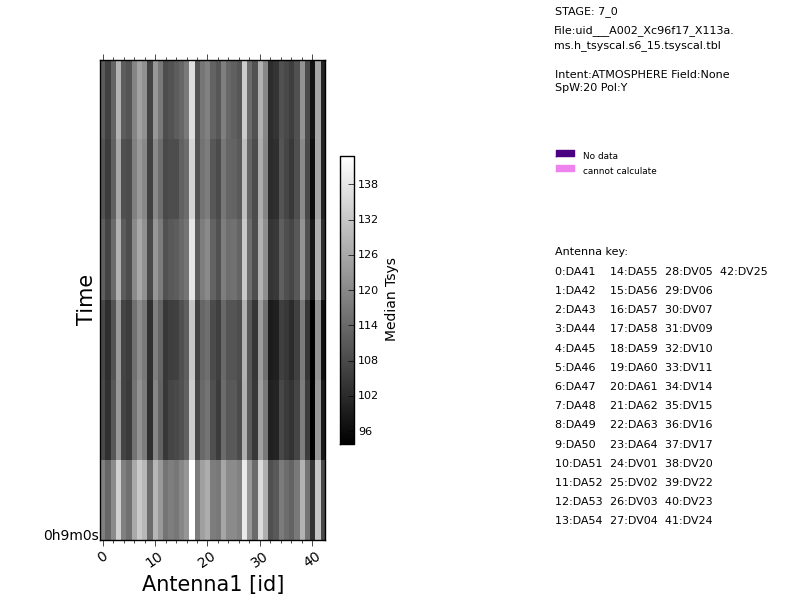 STAGE: 7_0
File:uid___A002_Xc96f17_X113a.
ms.h_tsyscal.s6_15.tsyscal.tbl
Intent:ATMOSPHERE Field:None
SpW:20 Pol:Y
No data
cannot calculate
138
132
126
120
114
108
102
96
Median Tsys
Time
0h9m0s
0 10 20 30 40
Antenna1 [id]
Antenna key:
0:DA41 14:DA55 28:DV05 42:DV25
1:DA42 15:DA56 29:DV06
2:DA43 16:DA57 30:DV07
3:DA44 17:DA58 31:DV09
4:DA45 18:DA59 32:DV10
5:DA46 19:DA60 33:DV11
6:DA47 20:DA61 34:DV14
7:DA48 21:DA62 35:DV15
8:DA49 22:DA63 36:DV16
9:DA50 23:DA64 37:DV17
10:DA51 24:DV01 38:DV20
11:DA52 25:DV02 39:DV22
12:DA53 26:DV03 40:DV23
13:DA54 27:DV04 41:DV24